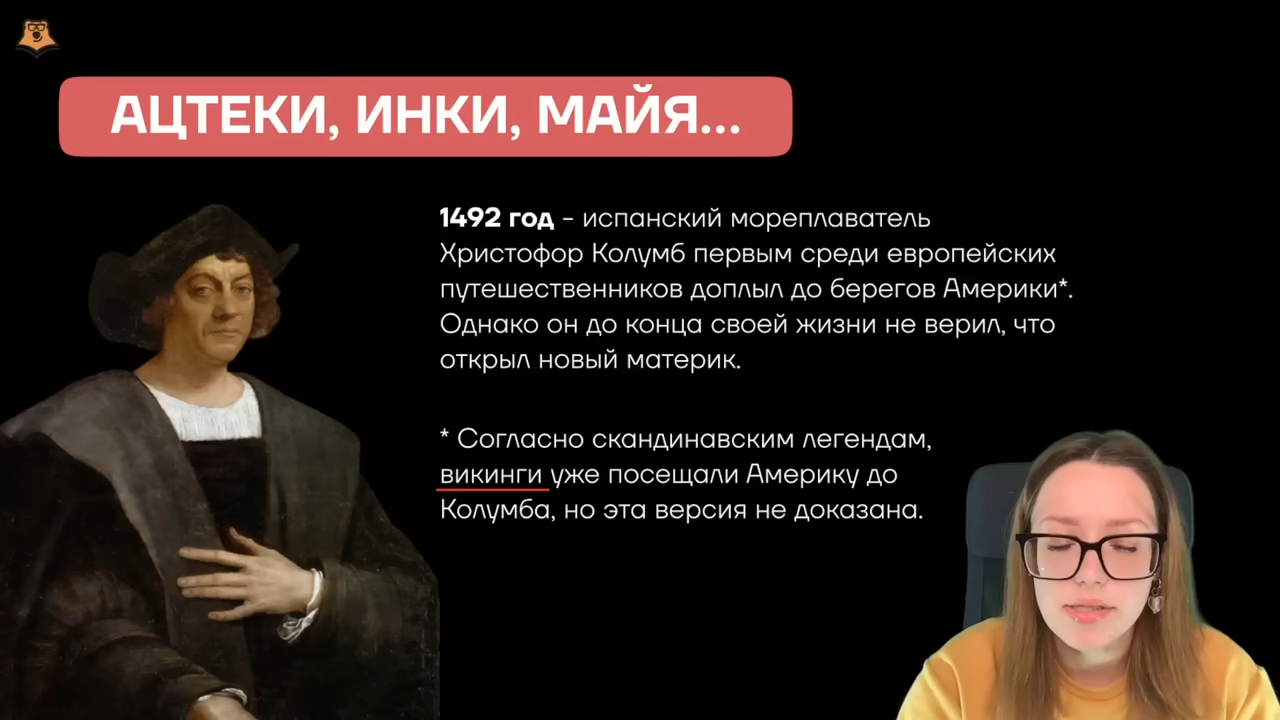 АЦТЕКИ, ИНКИ, МАЙЯ...
1492 год – испанский мореплаватель
Христофор Колумб первым среди европейских
путешественников доплыл до берегов Америки*.
Однако он до конца своей жизни не верил, что
открыл новый материк.
* Согласно скандинавским легендам,
викинги уже посещали Америку до
Колумба, но эта версия не доказана.